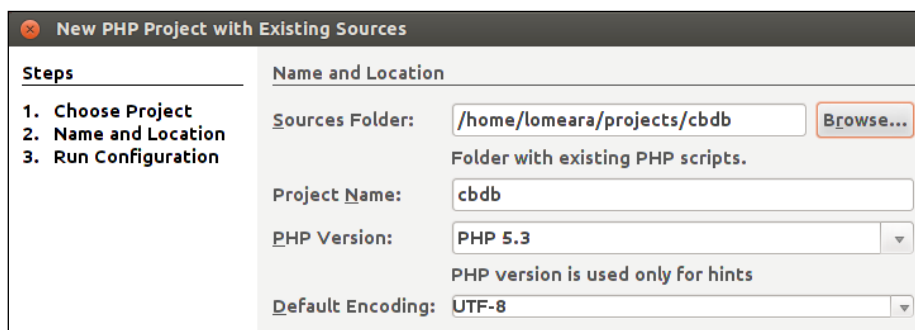 New PHP Project with Existing Sources
Steps
1. Choose Project
2. Name and Location
3. Run Configuration
Name and Location
Sources Folder: /home/lomeara/projects/cbdb Browse...
Folder with existing PHP scripts.
Project Name: cbdb
PHP Version: PHP 5.3
PHP version is used only for hints
Default Encoding: UTF-8